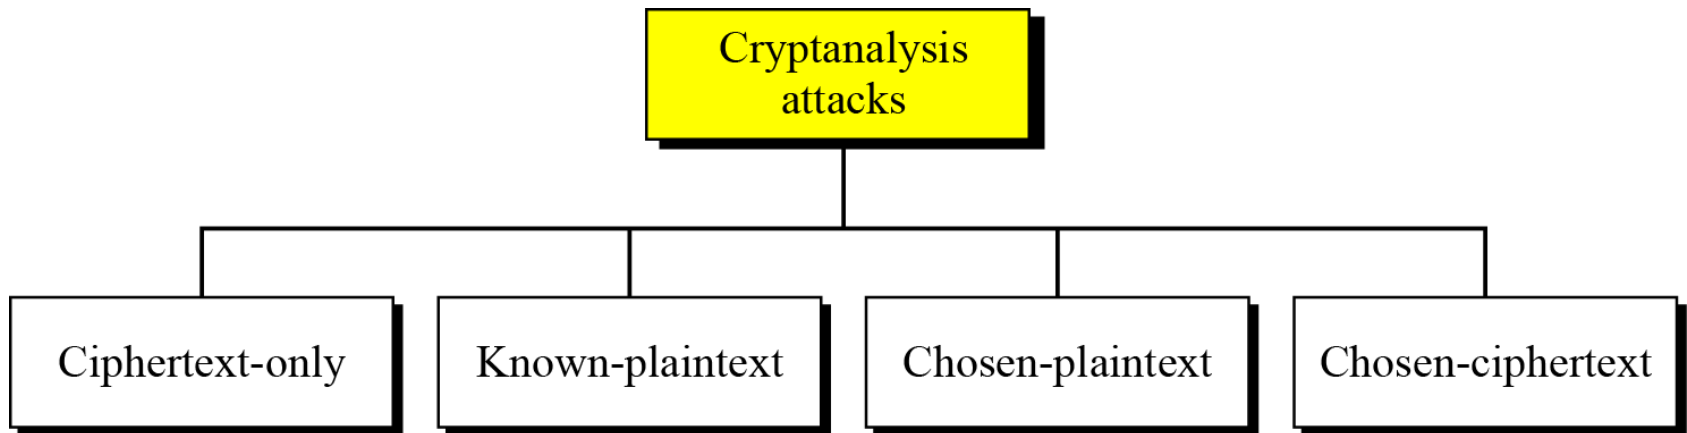 Cryptanalysis
attacks
Ciphertext-only
Known-plaintext
Chosen-plaintext
Chosen-ciphertext